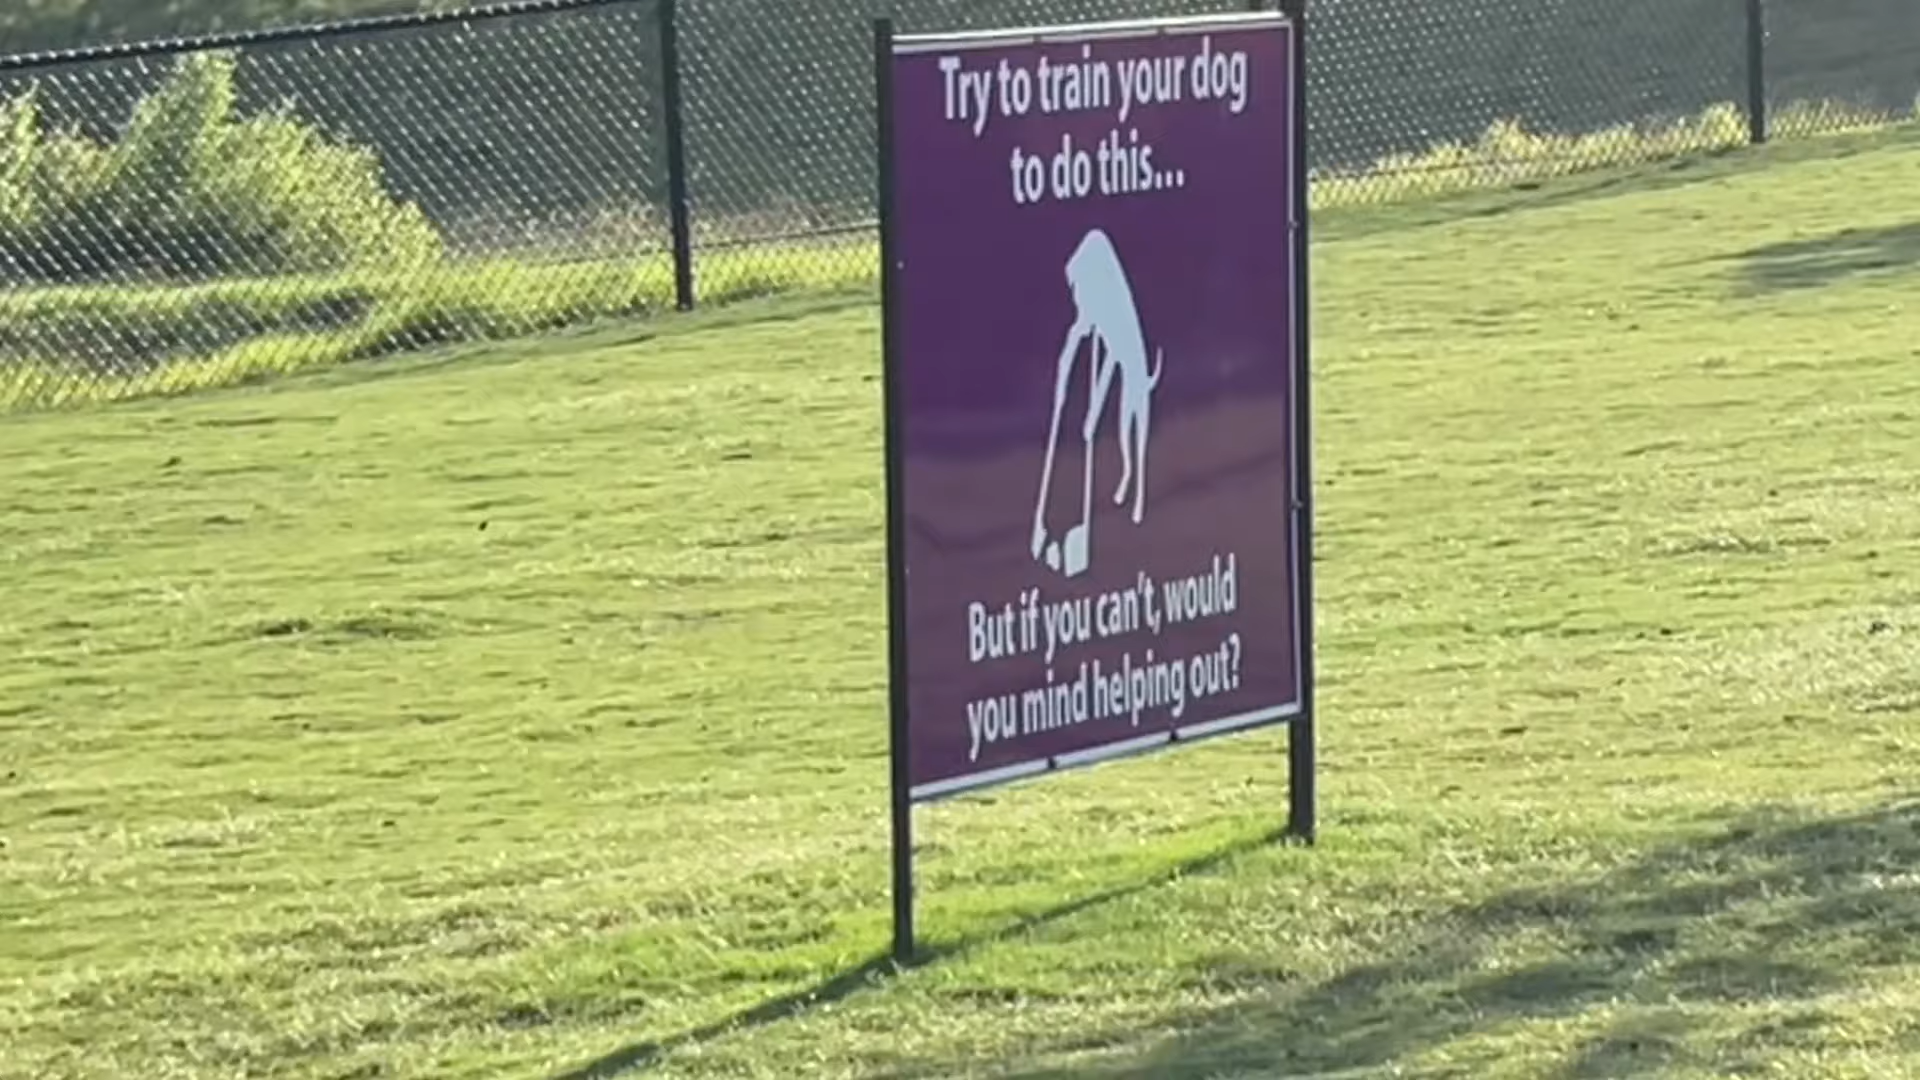 Try to train your dog
to do this...
But if you can't, would
you mind helping out?